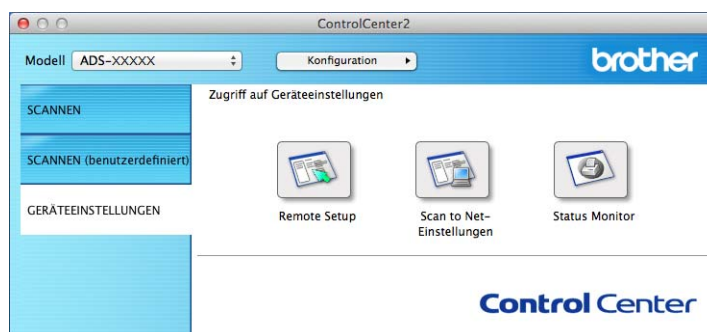 ControlCenter2
Modell ADS-XXXXX Konfiguration brother
SCANNEN
SCANNEN (benutzerdefiniert)
GERÄTEEINSTELLUNGEN
Zugriff auf Geräteeinstellungen
Remote Setup
Scan to Net-
Einstellungen
Status Monitor
Control Center